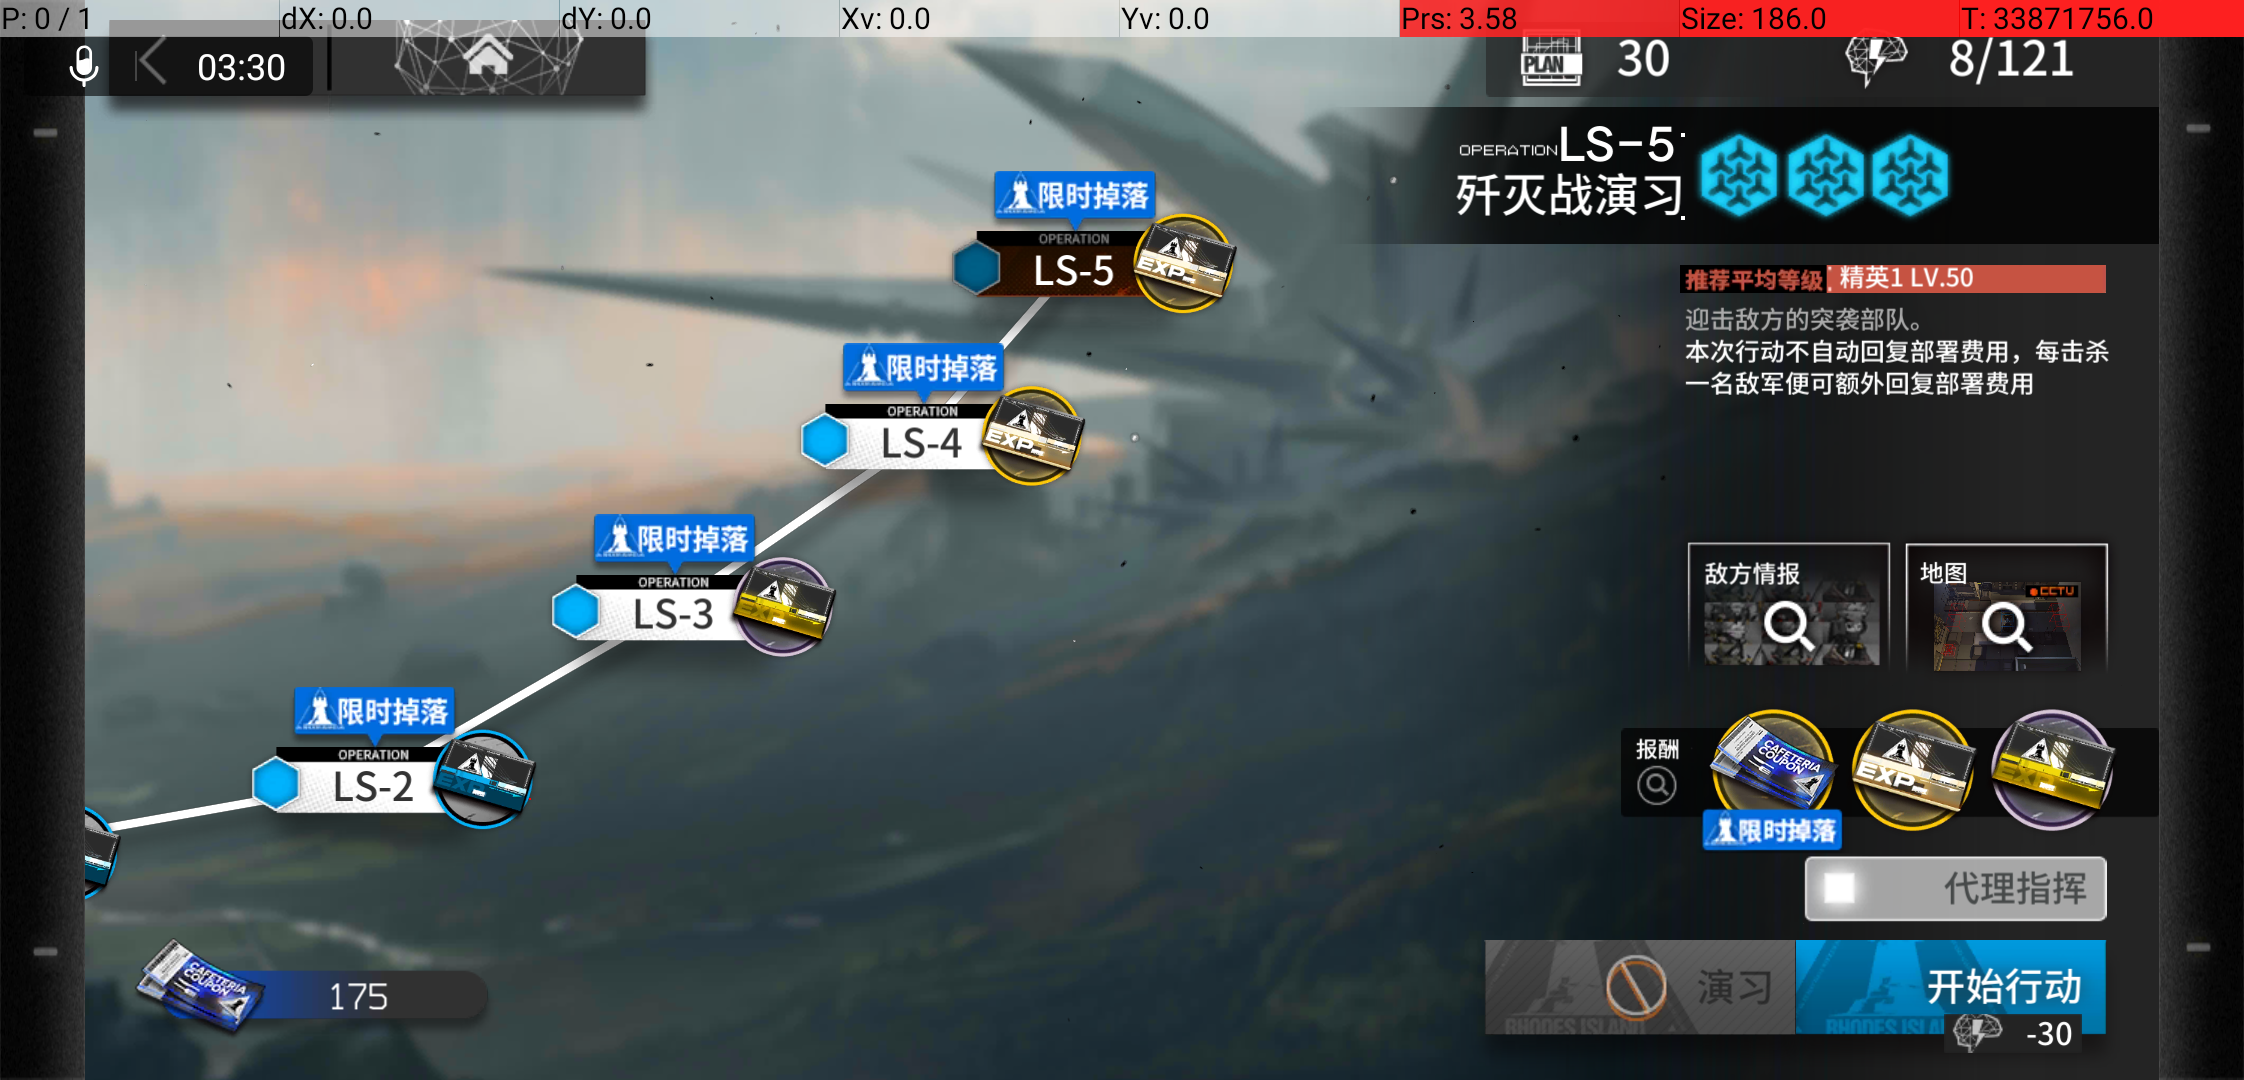 P: 0 / 1
dX: 0.0
dY: 0.0
Xv: 0.0
Yv: 0.0
Prs: 3.58
Size: 186.0
T: 33871756.0
03:30
PLAN
30
8/121
OPERATION LS-5
歼灭战演习
推荐平均等级
精英1 LV.50
迎击敌方的突袭部队。
本次行动不自动回复部署费用，每击杀
一名敌军便可额外回复部署费用
限时掉落
OPERATION
LS-5
EXP
限时掉落
OPERATION
LS-4
EXP
限时掉落
OPERATION
LS-3
限时掉落
OPERATION
LS-2
敌方情报
地图
CCTV
报酬
CAFETERIA
COUPON
EXP
限时掉落
代理指挥
CAFETERIA
COUPON
175
演习
RHODES ISLAND
开始行动
-30